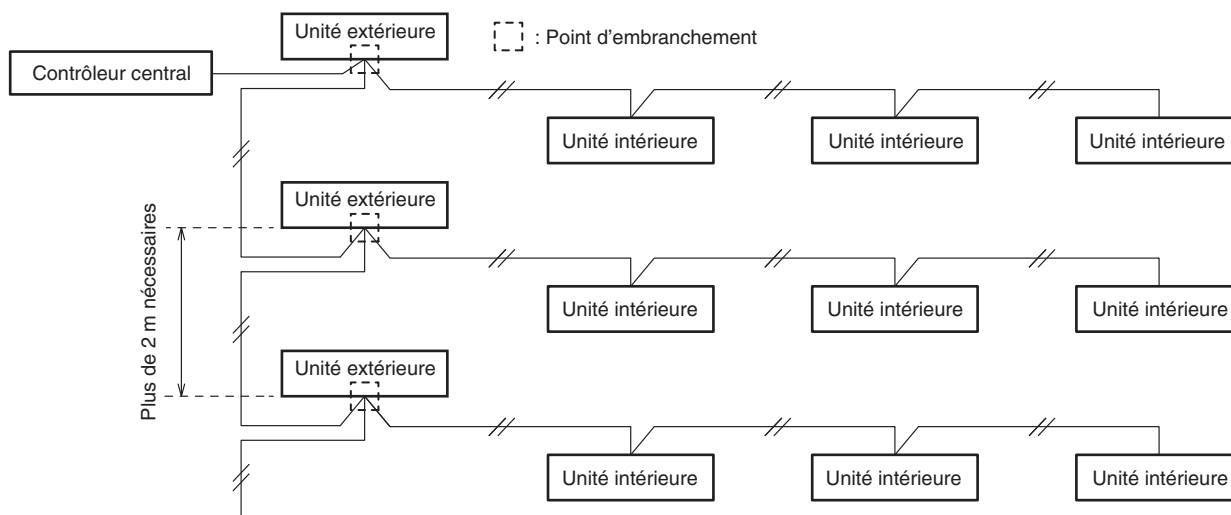 Unité extérieure
: Point d'embranchement
Contrôleur central
Unité intérieure
Unité intérieure
Unité intérieure
Unité extérieure
Plus de 2 m nécessaires
Unité intérieure
Unité intérieure
Unité intérieure
Unité extérieure
Unité intérieure
Unité intérieure
Unité intérieure